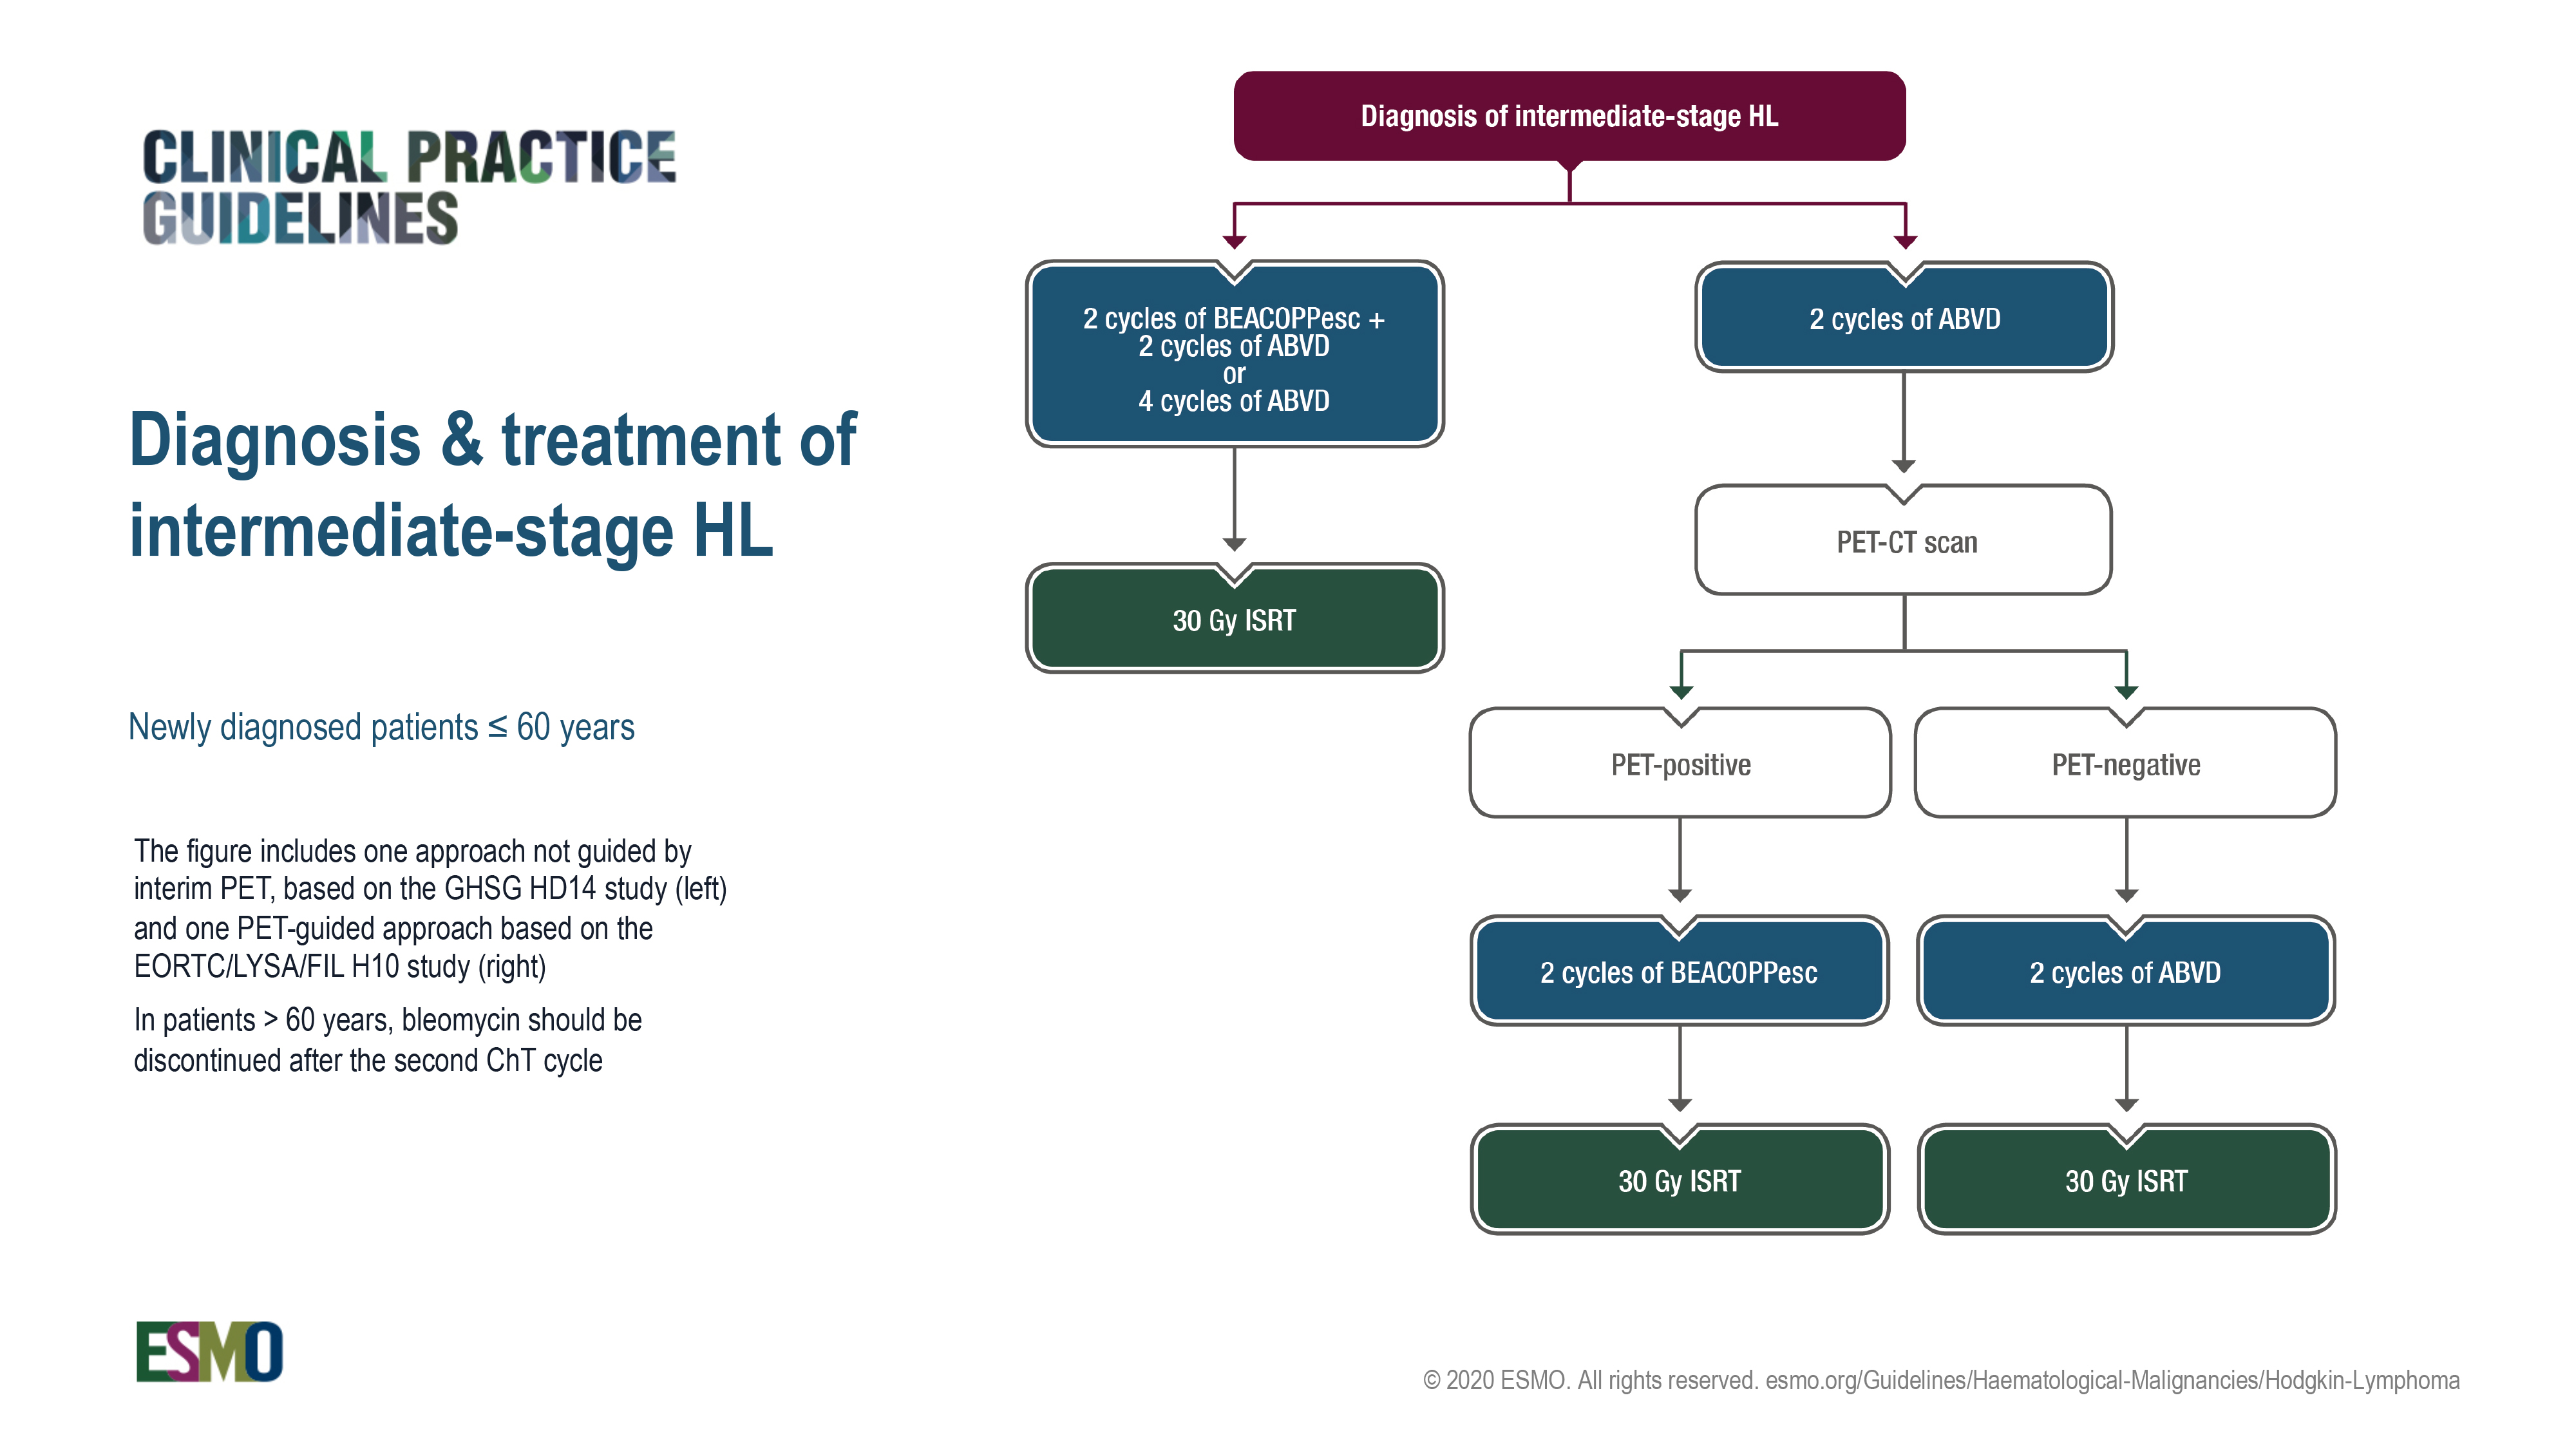 CLINICAL PRACTICE
GUIDELINES
Diagnosis & treatment of
intermediate-stage HL
Newly diagnosed patients ≤ 60 years
The figure includes one approach not guided by
interim PET, based on the GHSG HD14 study (left)
and one PET-guided approach based on the
EORTC/LYSA/FIL H10 study (right)
In patients > 60 years, bleomycin should be
discontinued after the second ChT cycle
Diagnosis of intermediate-stage HL
2 cycles of BEACOPPesc +
2 cycles of ABVD
or
4 cycles of ABVD
30 Gy ISRT
2 cycles of ABVD
PET-CT scan
PET-positive
PET-negative
2 cycles of BEACOPPesc
2 cycles of ABVD
30 Gy ISRT
30 Gy ISRT
ESMO
© 2020 ESMO. All rights reserved. esmo.org/Guidelines/Haematological-Malignancies/Hodgkin-Lymphoma